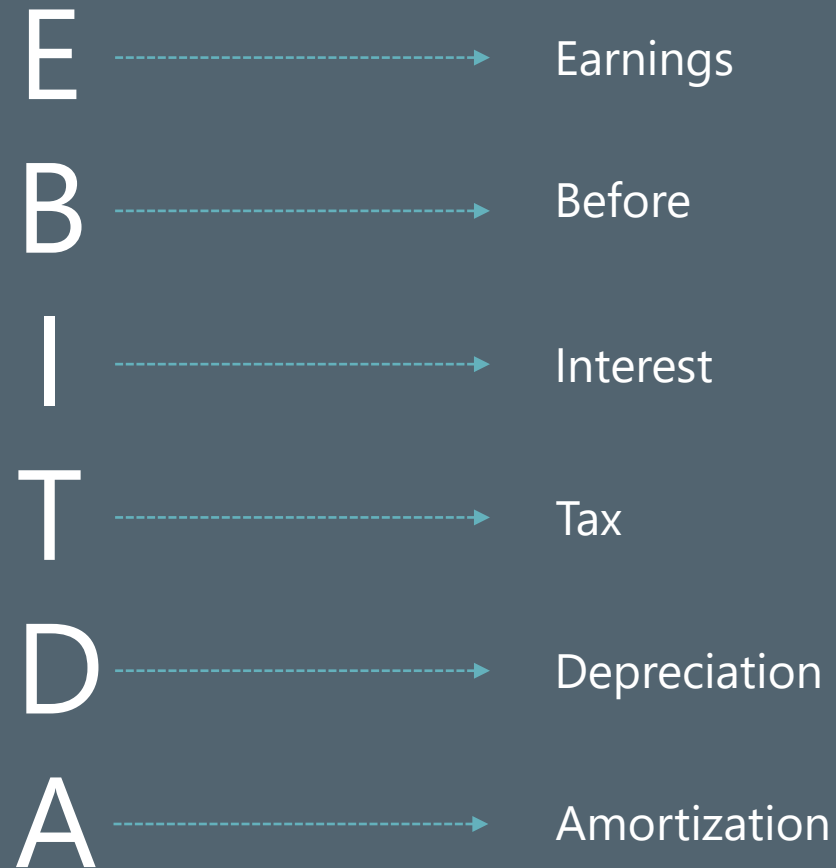 E Earnings
B Before
I Interest
T Tax
D Depreciation
A Amortization